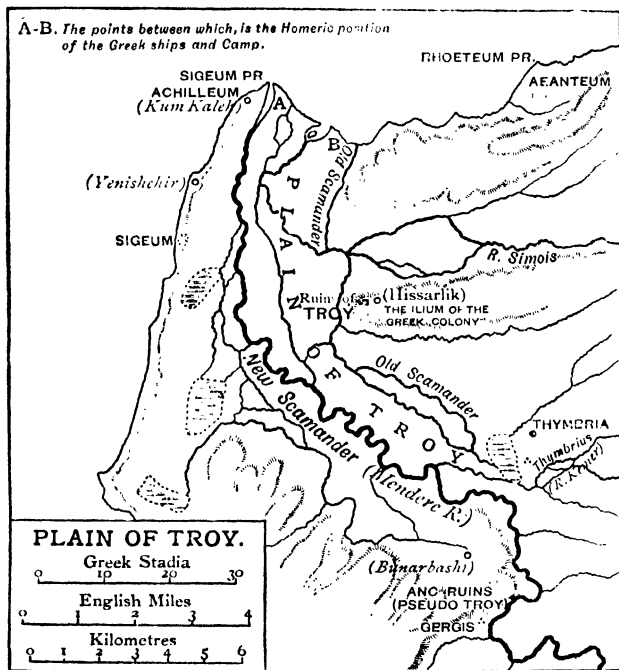 A-B. The points between which, is the Homeric position
of the Greek ships and Camp.
RHOETEUM PR.
AEANTEUM
SIGEUM PR
ACHILLEUM
(Kum Kaleh)
A
B
Old Scamander
(Yenishehir)
PLAIN OF TROY
SIGEUM
R. Simois
Ruins of
TROY
(Hissarlik)
THE ILIUM OF THE
GREEK COLONY
Old Scamander
New Scamander
(Mendere R.)
THYMBRIA
Thymbrius
(Bunarbashi)
ANC RUINS
(PSEUDO TROY)
GERGIS
PLAIN OF TROY.
Greek Stadia
0 10 20 30
English Miles
0 1 2 3 4
Kilometres
0 1 2 3 4 5 6